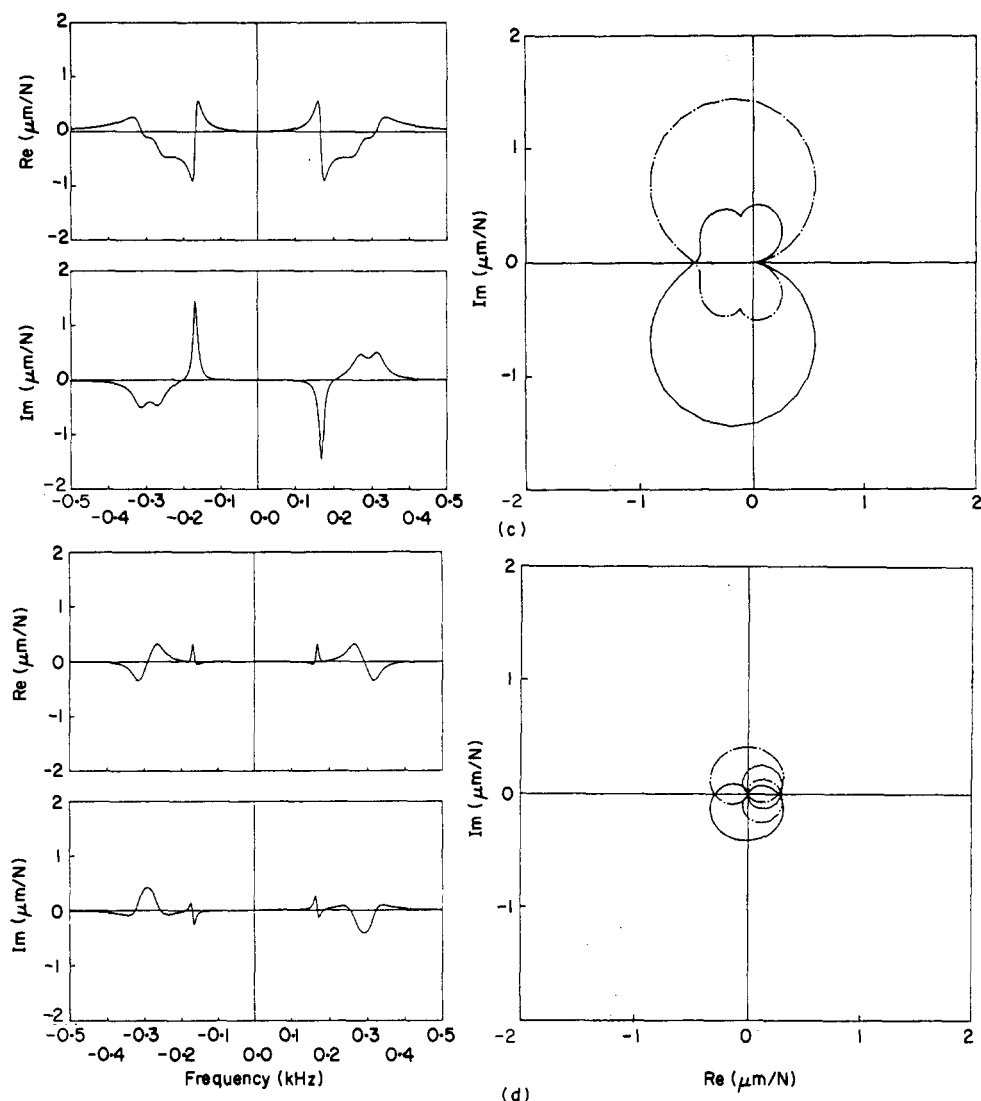 2
1
0
-1
-2
Re (μm/N)
2
1
0
-1
-2
Im (μm/N)
-0·5 -0·3 -0·1 0·1 0·3 0·5
-0·4 -0·2 0·0 0·2 0·4
2
1
0
-1
Im (μm/N)
-2 -1 0 1 2
(c)
2
1
0
-1
-2
Re (μm/N)
2
1
0
-1
-2
Im (μm/N)
-0·5 -0·3 -0·1 0·1 0·3 0·5
-0·4 -0·2 0·0 0·2 0·4
Frequency (kHz)
2
1
0
-1
-2
Im (μm/N)
-2 -1 0 1 2
Re (μm/N)
(d)